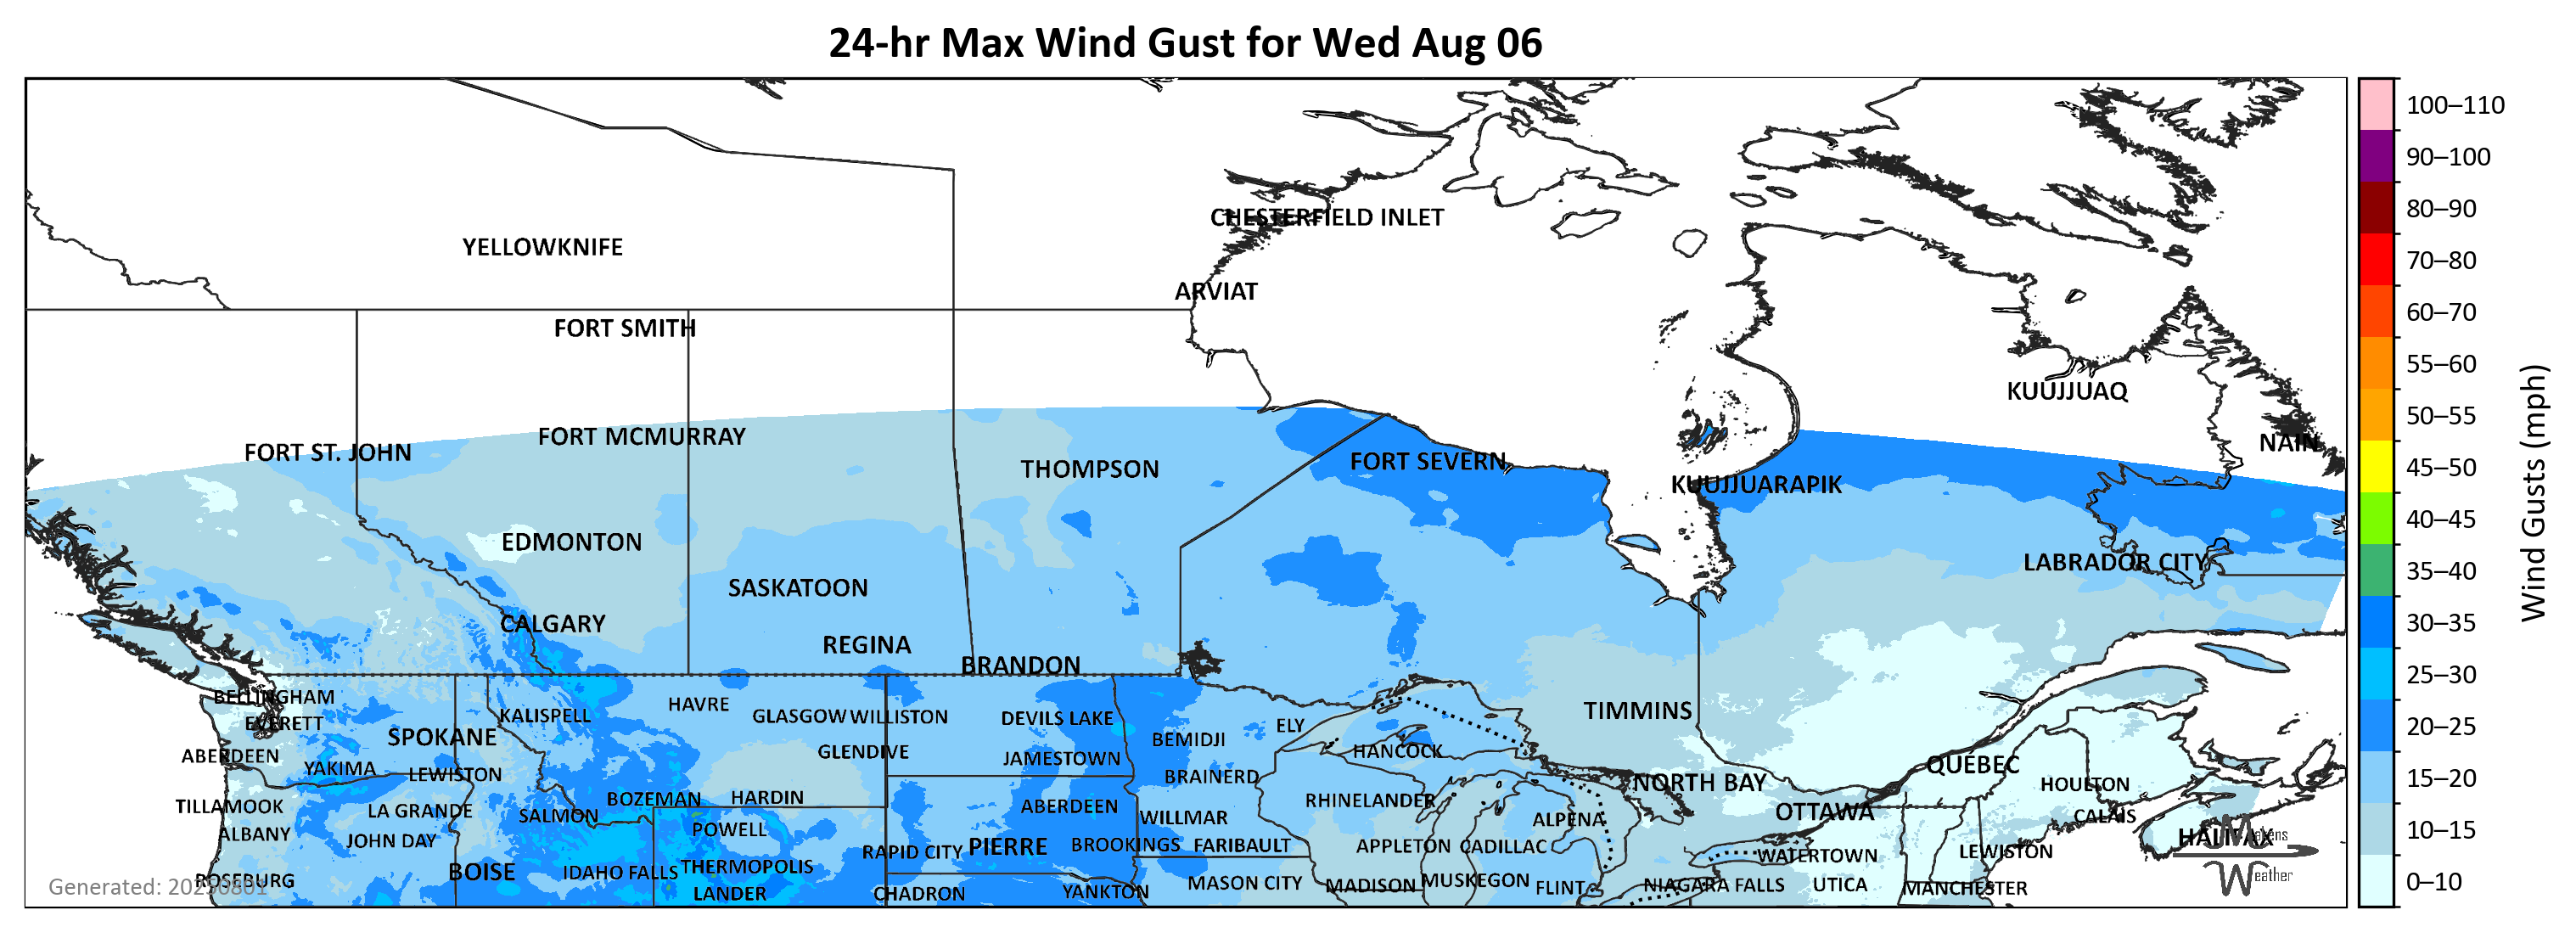 24-hr Max Wind Gust for Wed Aug 06
100–110
90–100
80–90
CHESTERFIELD INLET
YELLOWKNIFE
70–80
ARVIAT
60–70
FORT SMITH
55–60
KUUJJUAQ
50–55
FORT MCMURRAY
NAIN
FORT ST. JOHN
FORT SEVERN
THOMPSON
45–50
KUUJJUARAPIK
40–45
EDMONTON
LABRADOR CITY
35–40
SASKATOON
CALGARY
30–35
REGINA
BRANDON
25–30
BELLINGHAM
HAVRE
TIMMINS
KALISPELL
GLASGOW
WILLISTON
DEVILS LAKE
EVERETT
ELY
20–25
SPOKANE
BEMIDJI
HANCOCK
ABERDEEN
GLENDIVE
JAMESTOWN
QUÉBEC
YAKIMA
LEWISTON
BRAINERD
15–20
NORTH BAY
HOULTON
BOZEMAN
HARDIN
RHINELANDER
TILLAMOOK
LA GRANDE
ABERDEEN
OTTAWA
SALMON
WILLMAR
CALAIS
ALPENA
POWELL
10–15
ALBANY
HALIFAX
Makens
JOHN DAY
PIERRE
BROOKINGS
FARIBAULT
APPLETON
CADILLAC
RAPID CITY
LEWISTON
WATERTOWN
THERMOPOLIS
BOISE
IDAHO FALLS
Weather
ROSEBURG
MUSKEGON
0–10
MASON CITY
MADISON
NIAGARA FALLS
UTICA
Generated: 20250801
FLINT
MANCHESTER
LANDER
CHADRON
YANKTON
Wind Gusts (mph)